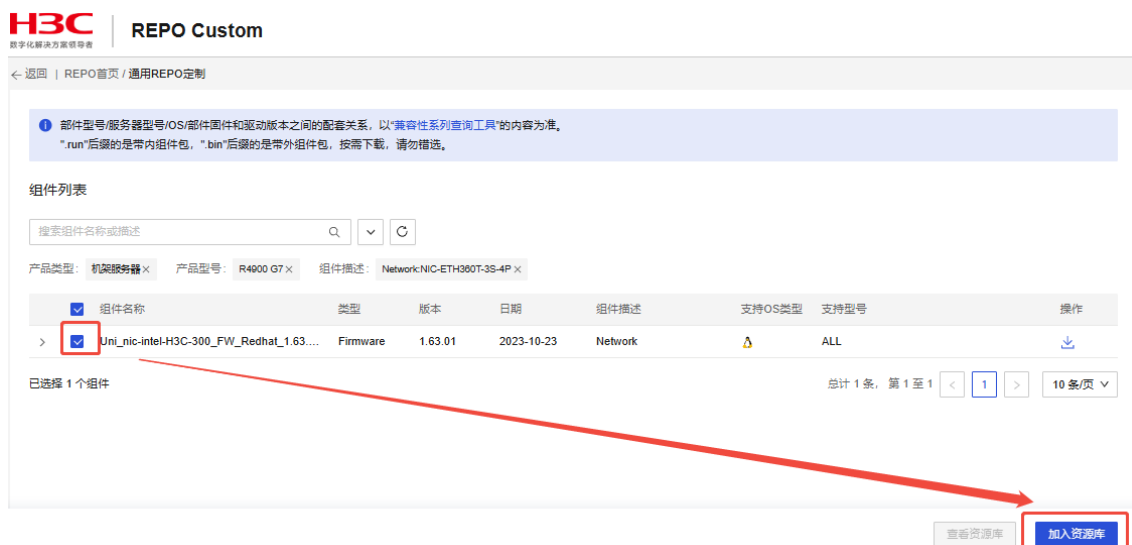 H3C
数字化解决方案领导者
REPO Custom
返回 | REPO首页 / 通用REPO定制
部件型号/服务器型号/OS/部件固件和驱动版本之间的配套关系，以“兼容性系列查询工具”的内容为准。
".run"后缀的是带内组件包，".bin"后缀的是带外组件包，按需下载，请勿错选。
组件列表
搜索组件名称或描述
产品类型： 机架服务器 × 产品型号： R4900 G7 × 组件描述： Network:NIC-ETH360T-3S-4P ×
组件名称 类型 版本 日期 组件描述 支持OS类型 支持型号 操作
Uni_nic-intel-H3C-300_FW_Redhat_1.63.... Firmware 1.63.01 2023-10-23 Network ALL
已选择 1 个组件 总计 1 条，第 1 至 1 < 1 > 10 条/页
查看资源库 加入资源库